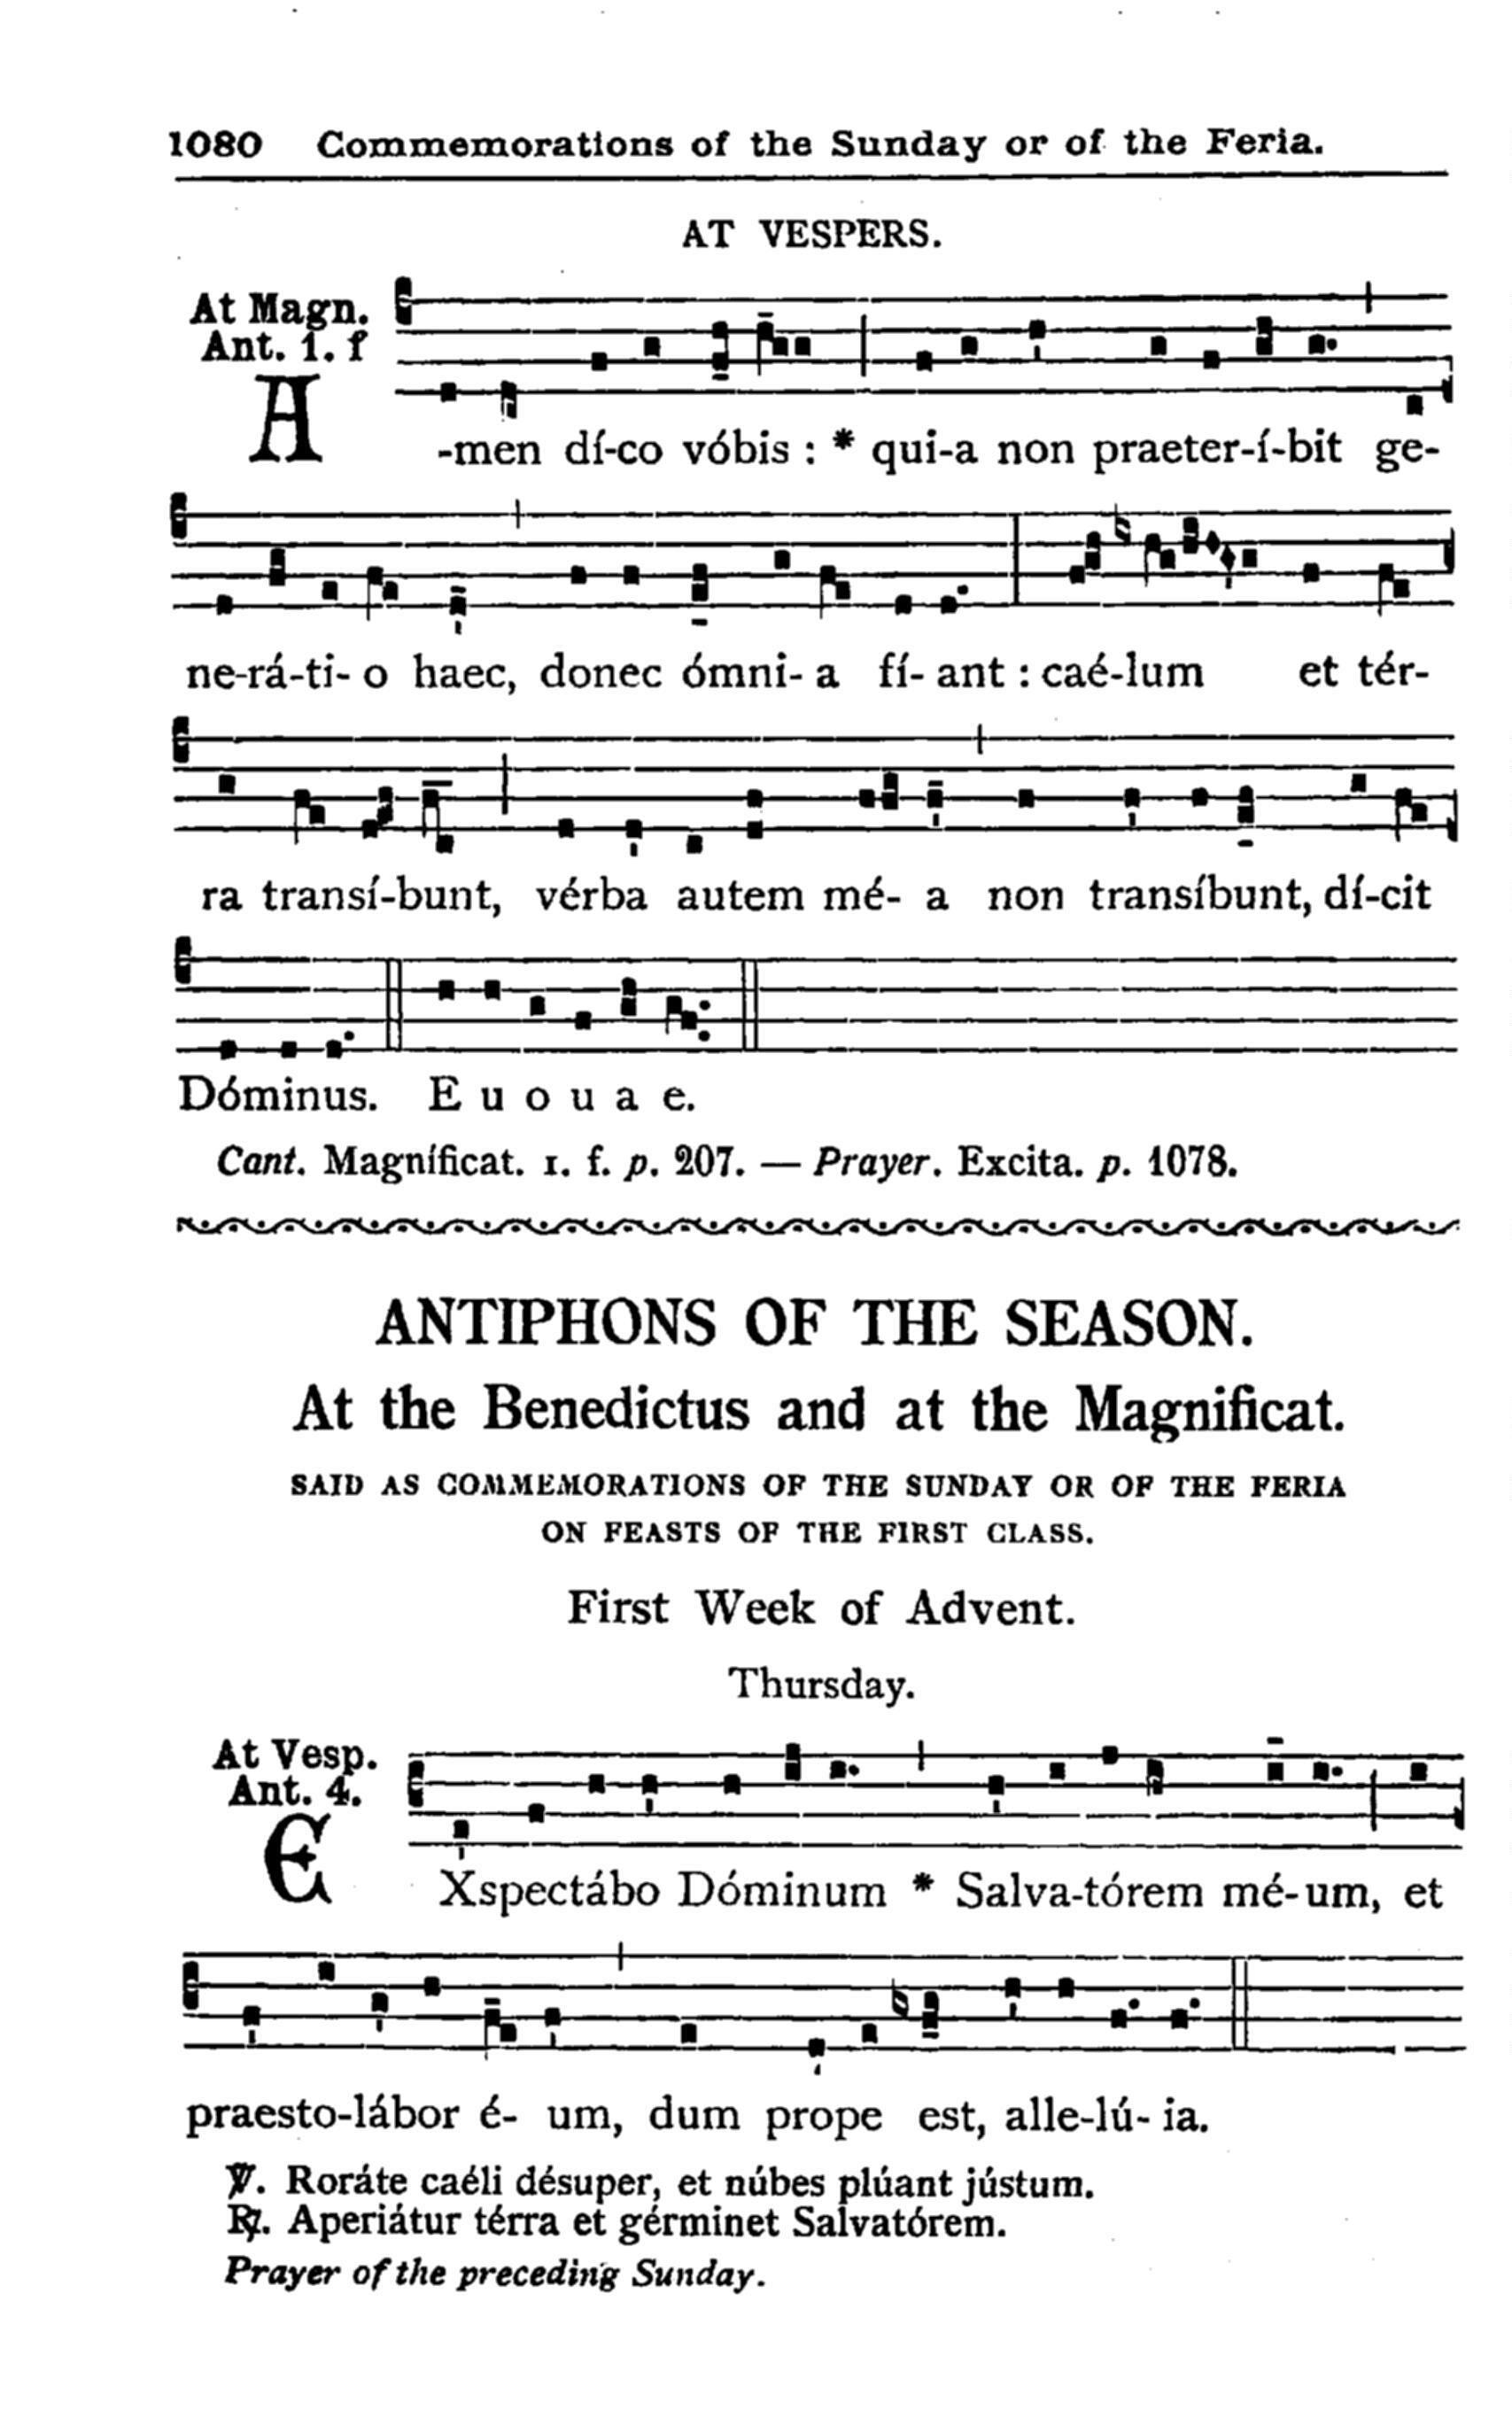 1080 Commemorations of the Sunday or of the Feria.
AT VESPERS.
At Magn.
Ant. 1. f
A-men dí-co vóbis : * qui-a non praeter-í-bit ge-
ne-rá-ti- o haec, donec ómni- a fí- ant : caé-lum et tér-
ra transí-bunt, vérba autem mé- a non transíbunt, dí-cit
Dóminus. E u o u a e.
Cant. Magníficat. 1. f. p. 207. — Prayer. Excita. p. 1078.
ANTIPHONS OF THE SEASON.
At the Benedictus and at the Magnificat.
SAID AS COMMEMORATIONS OF THE SUNDAY OR OF THE FERIA
ON FEASTS OF THE FIRST CLASS.
First Week of Advent.
Thursday.
At Vesp.
Ant. 4.
EXspectábo Dóminum * Salva-tórem mé-um, et
praesto-lábor é- um, dum prope est, alle-lú- ia.
℣. Roráte caéli désuper, et núbes plúant jústum.
℟. Aperiátur térra et gérminet Salvatórem.
Prayer of the preceding Sunday.